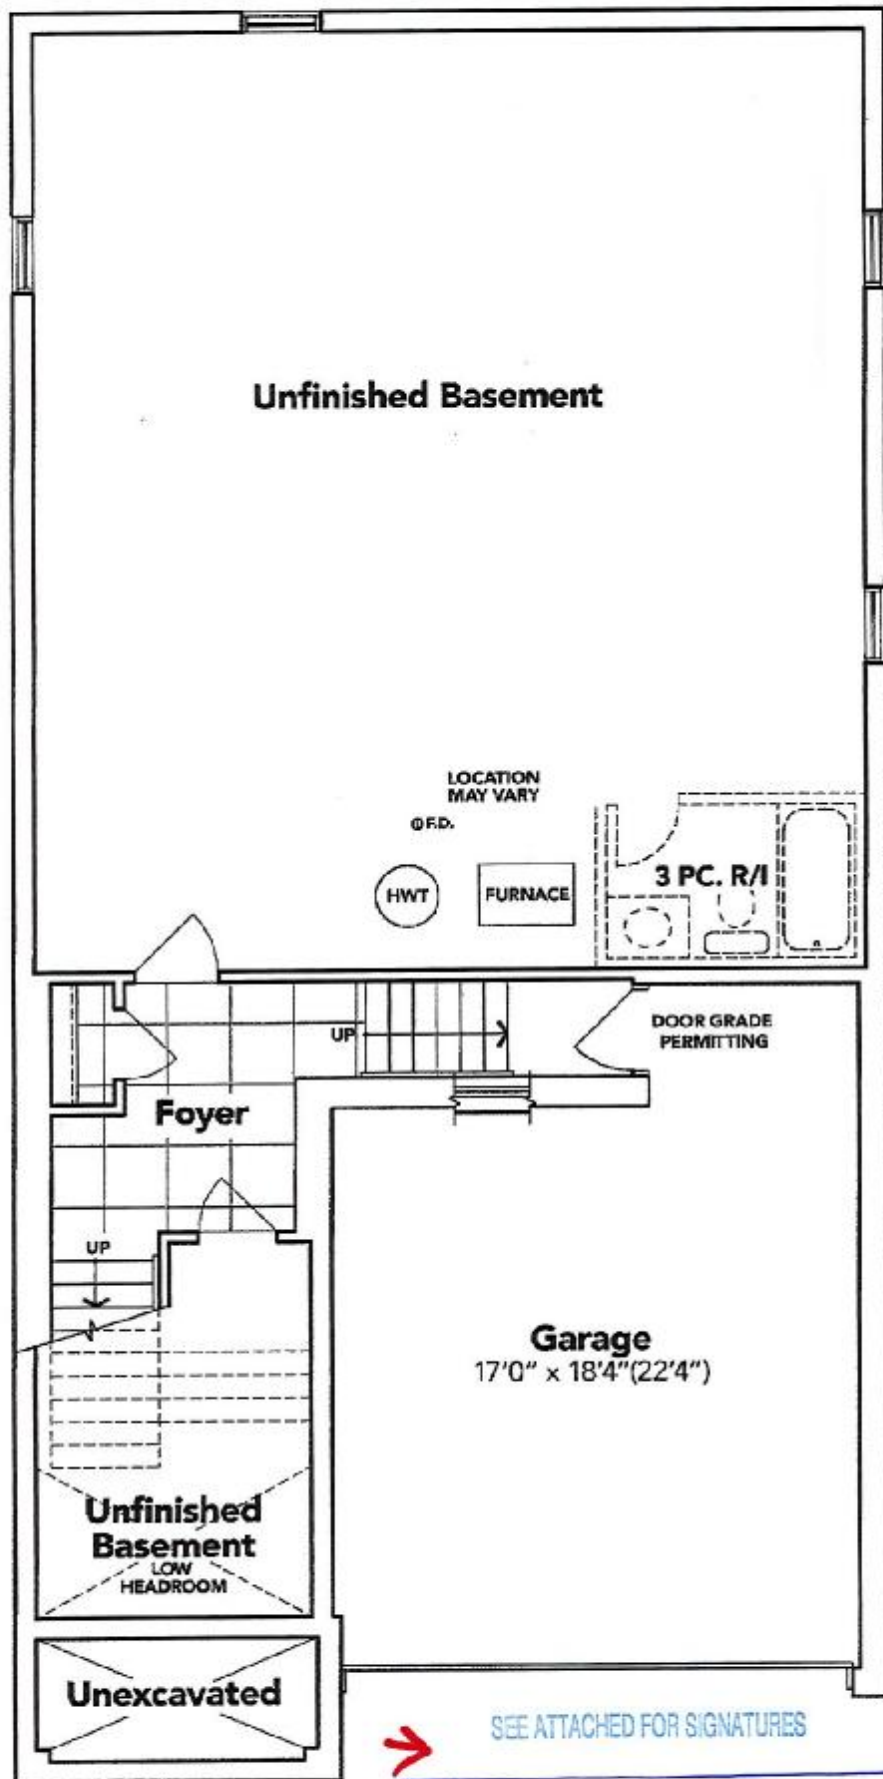 Unfinished Basement
LOCATION
MAY VARY
@F.D.
HWT
FURNACE
3 PC. R/I
UP
DOOR GRADE
PERMITTING
Foyer
UP
Garage
17'0" x 18'4"(22'4")
Unfinished
Basement
LOW
HEADROOM
Unexcavated
SEE ATTACHED FOR SIGNATURES